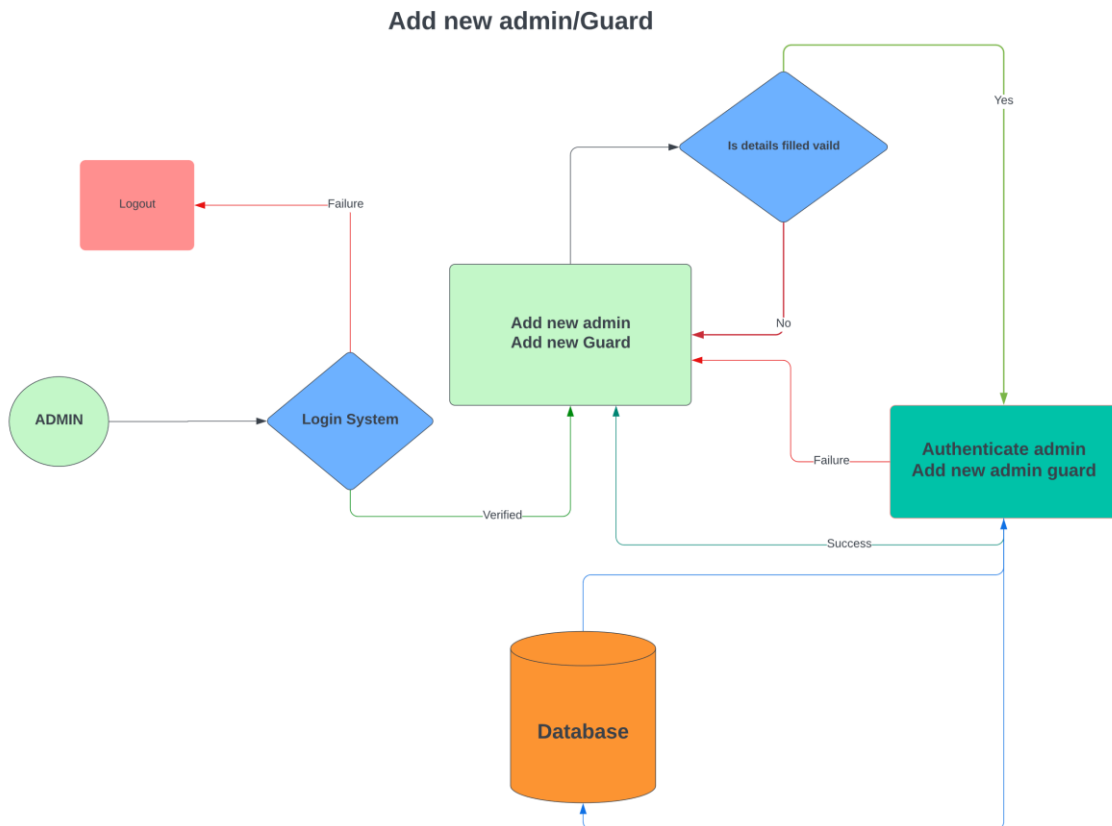 Add new admin/Guard
Yes
Is details filled vaild
Logout
Failure
Add new admin
Add new Guard
No
ADMIN
Login System
Authenticate admin
Add new admin guard
Failure
Verified
Success
Database